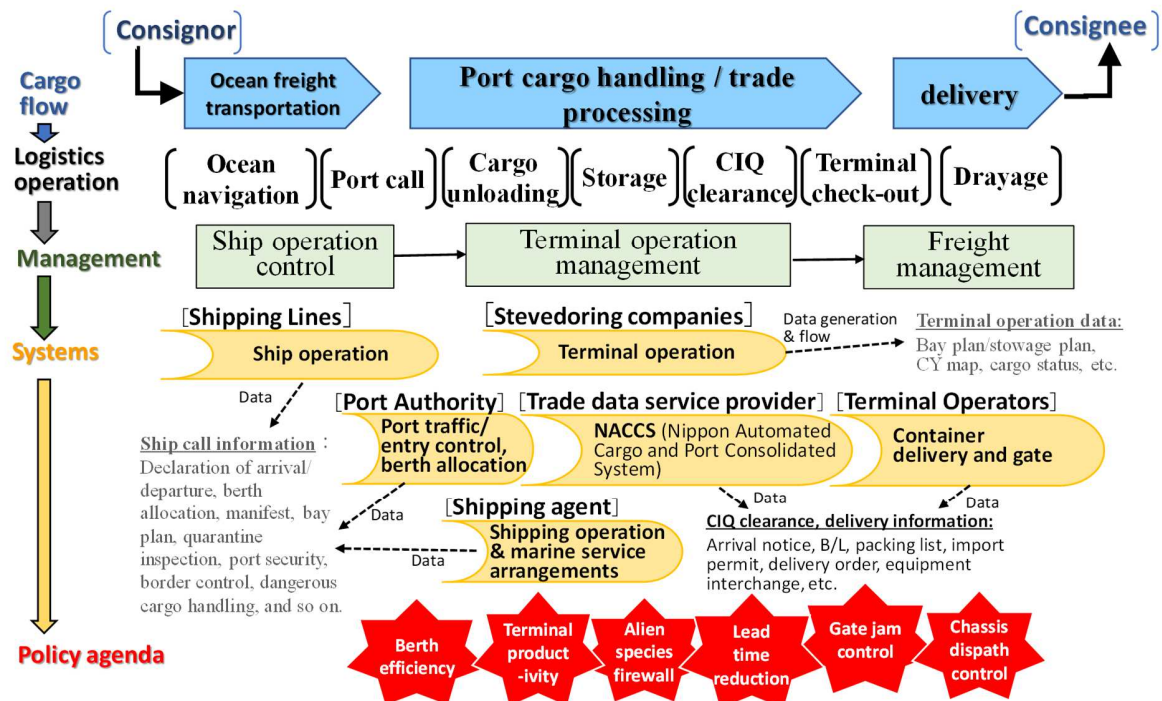 Consignor
Consignee
Cargo
flow
Ocean freight
transportation
Port cargo handling / trade
processing
delivery
Logistics
operation
Ocean
navigation
Port call
Cargo
unloading
Storage
CIQ
clearance
Terminal
check-out
Drayage
Management
Ship operation
control
Terminal operation
management
Freight
management
Systems
[Shipping Lines]
Ship operation
[Stevedoring companies]
Terminal operation
Data generation
& flow
Terminal operation data:
Bay plan/stowage plan,
CY map, cargo status, etc.
Data
[Port Authority]
Port traffic/
entry control,
berth allocation
[Trade data service provider]
NACCS (Nippon Automated
Cargo and Port Consolidated
System)
[Terminal Operators]
Container
delivery and gate
Ship call information :
Declaration of arrival/
departure, berth
allocation, manifest, bay
plan, quarantine
inspection, port security,
border control, dangerous
cargo handling, and so on.
Data
Data
Data
[Shipping agent]
Shipping operation
& marine service
arrangements
Data
CIQ clearance, delivery information:
Arrival notice, B/L, packing list, import
permit, delivery order, equipment
interchange, etc.
Policy agenda
Berth
efficiency
Terminal
product
-ivity
Alien
species
firewall
Lead
time
reduction
Gate jam
control
Chassis
dispath
control